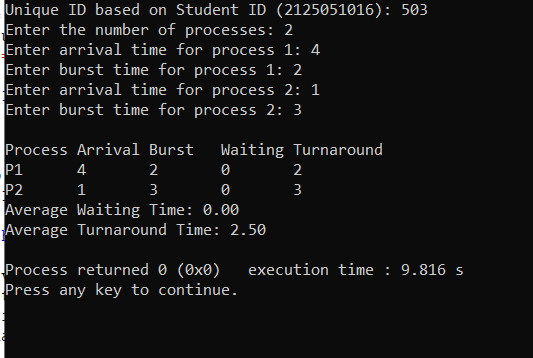 Unique ID based on Student ID (2125051016): 503
Enter the number of processes: 2
Enter arrival time for process 1: 4
Enter burst time for process 1: 2
Enter arrival time for process 2: 1
Enter burst time for process 2: 3
Process Arrival Burst Waiting Turnaround
P1 4 2 0 2
P2 1 3 0 3
Average Waiting Time: 0.00
Average Turnaround Time: 2.50
Process returned 0 (0x0) execution time : 9.816 s
Press any key to continue.